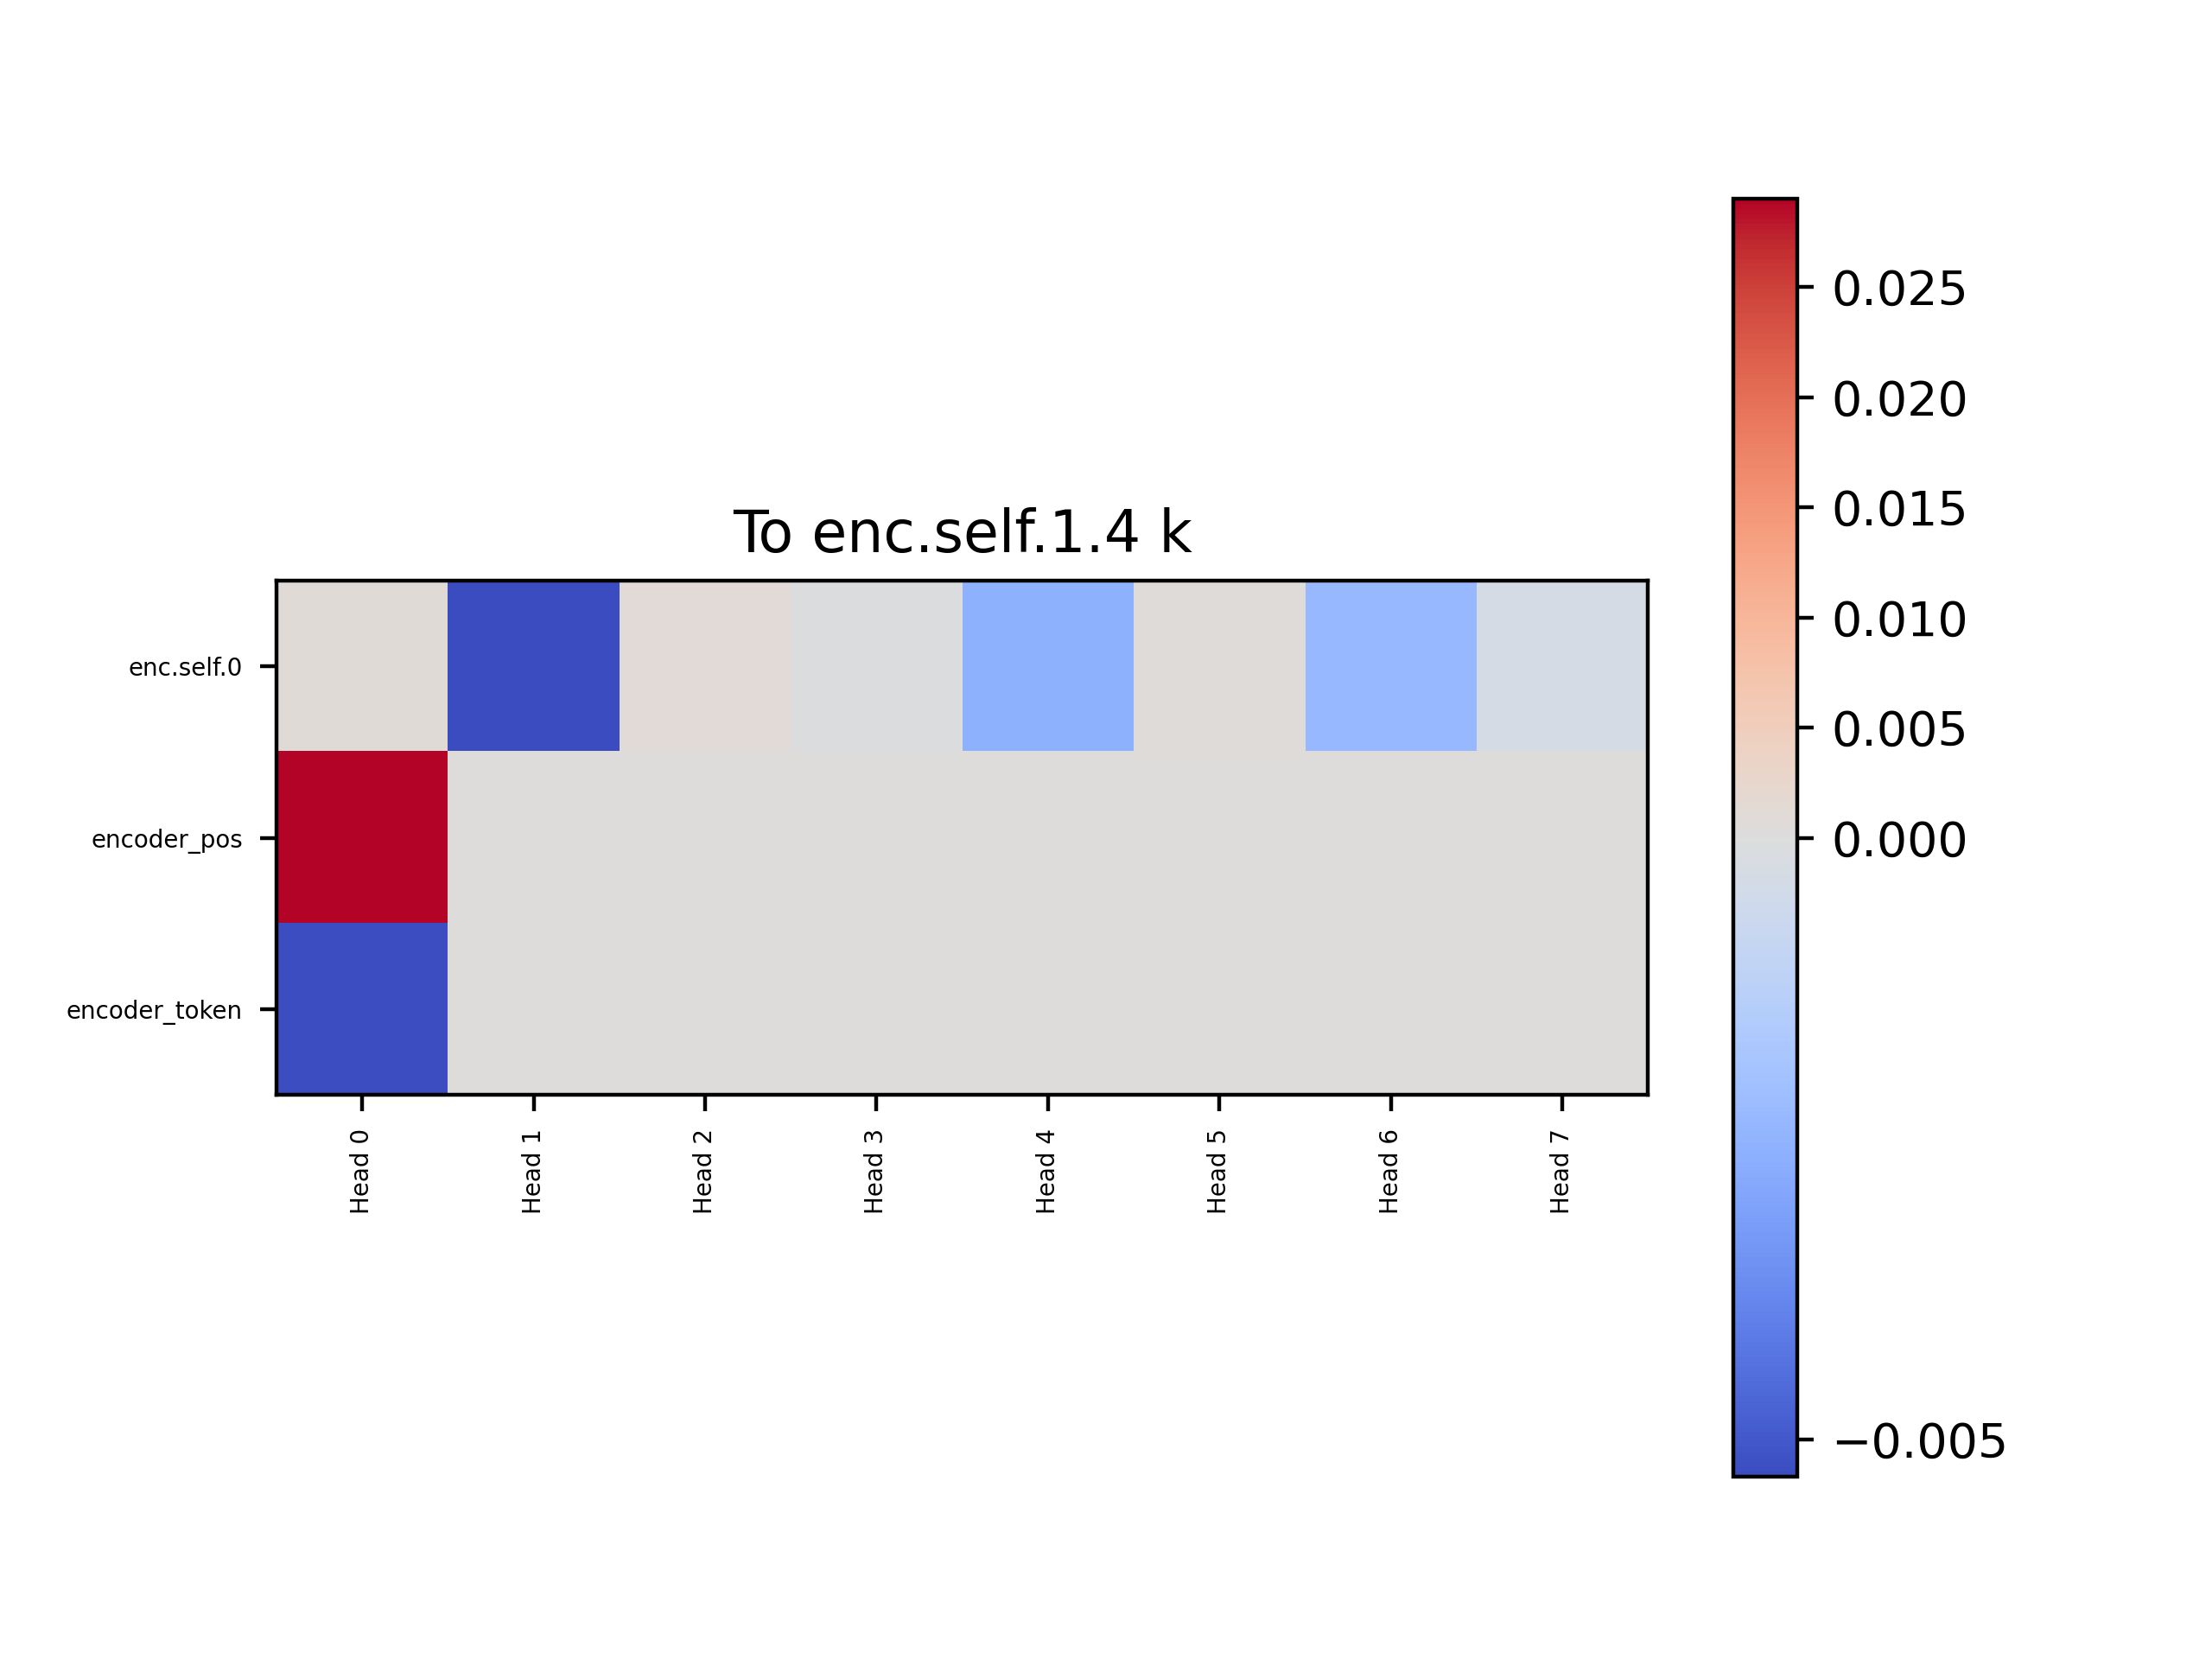 To enc.self.1.4 k
enc.self.0
encoder_pos
encoder_token
Head 0
Head 1
Head 2
Head 3
Head 4
Head 5
Head 6
Head 7
0.025
0.020
0.015
0.010
0.005
0.000
−0.005